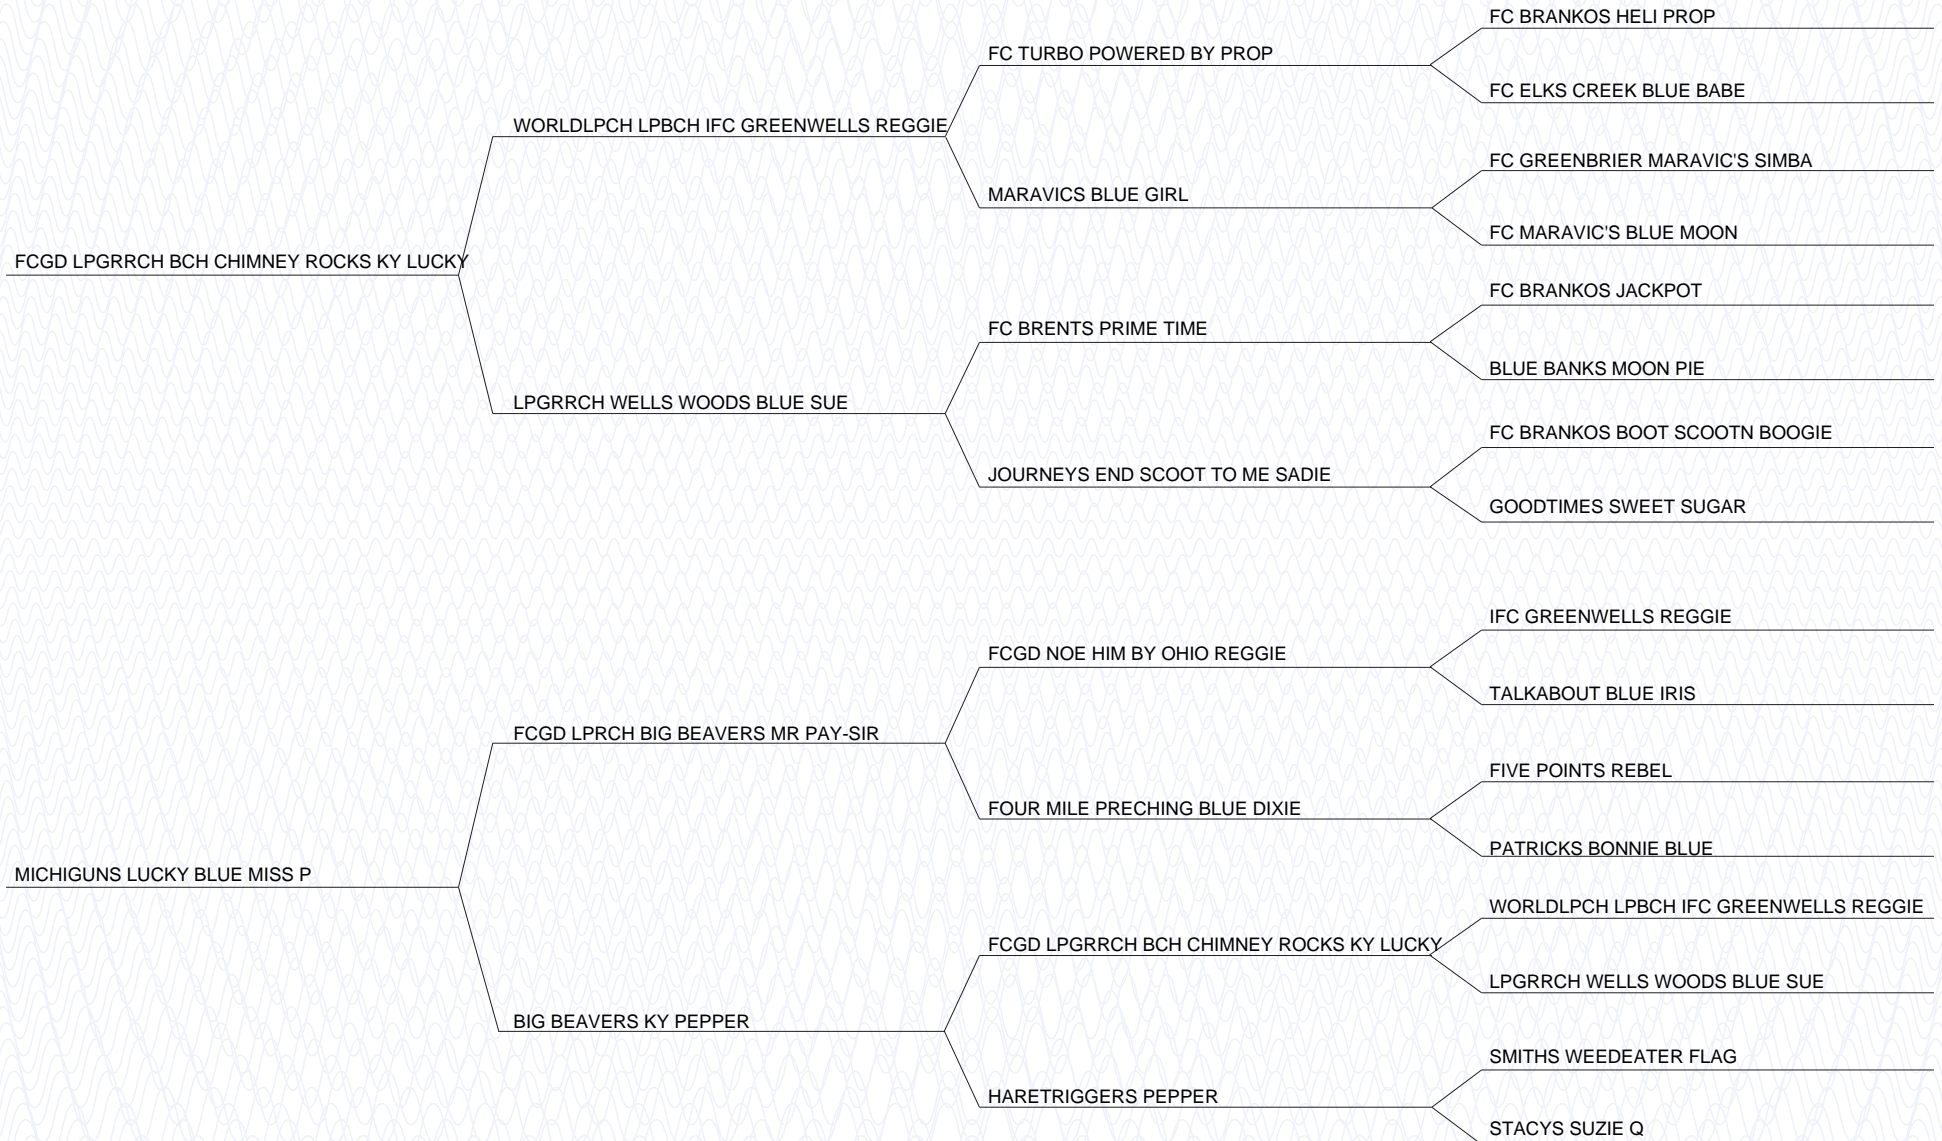 FC BRANKOS HELI PROP
FC TURBO POWERED BY PROP
FC ELKS CREEK BLUE BABE
WORLDLPCH LPBCH IFC GREENWELLS REGGIE
FC GREENBRIER MARAVIC'S SIMBA
MARAVICS BLUE GIRL
FC MARAVIC'S BLUE MOON
FCGD LPGRRCH BCH CHIMNEY ROCKS KY LUCKY
FC BRANKOS JACKPOT
FC BRENTS PRIME TIME
BLUE BANKS MOON PIE
LPGRRCH WELLS WOODS BLUE SUE
FC BRANKOS BOOT SCOOTN BOOGIE
JOURNEYS END SCOOT TO ME SADIE
GOODTIMES SWEET SUGAR
IFC GREENWELLS REGGIE
FCGD NOE HIM BY OHIO REGGIE
TALKABOUT BLUE IRIS
FCGD LPRCH BIG BEAVERS MR PAY-SIR
FIVE POINTS REBEL
FOUR MILE PRECHING BLUE DIXIE
PATRICKS BONNIE BLUE
MICHIGUNS LUCKY BLUE MISS P
WORLDLPCH LPBCH IFC GREENWELLS REGGIE
FCGD LPGRRCH BCH CHIMNEY ROCKS KY LUCKY
LPGRRCH WELLS WOODS BLUE SUE
BIG BEAVERS KY PEPPER
SMITHS WEEDEATER FLAG
HARETRIGGERS PEPPER
STACYS SUZIE Q